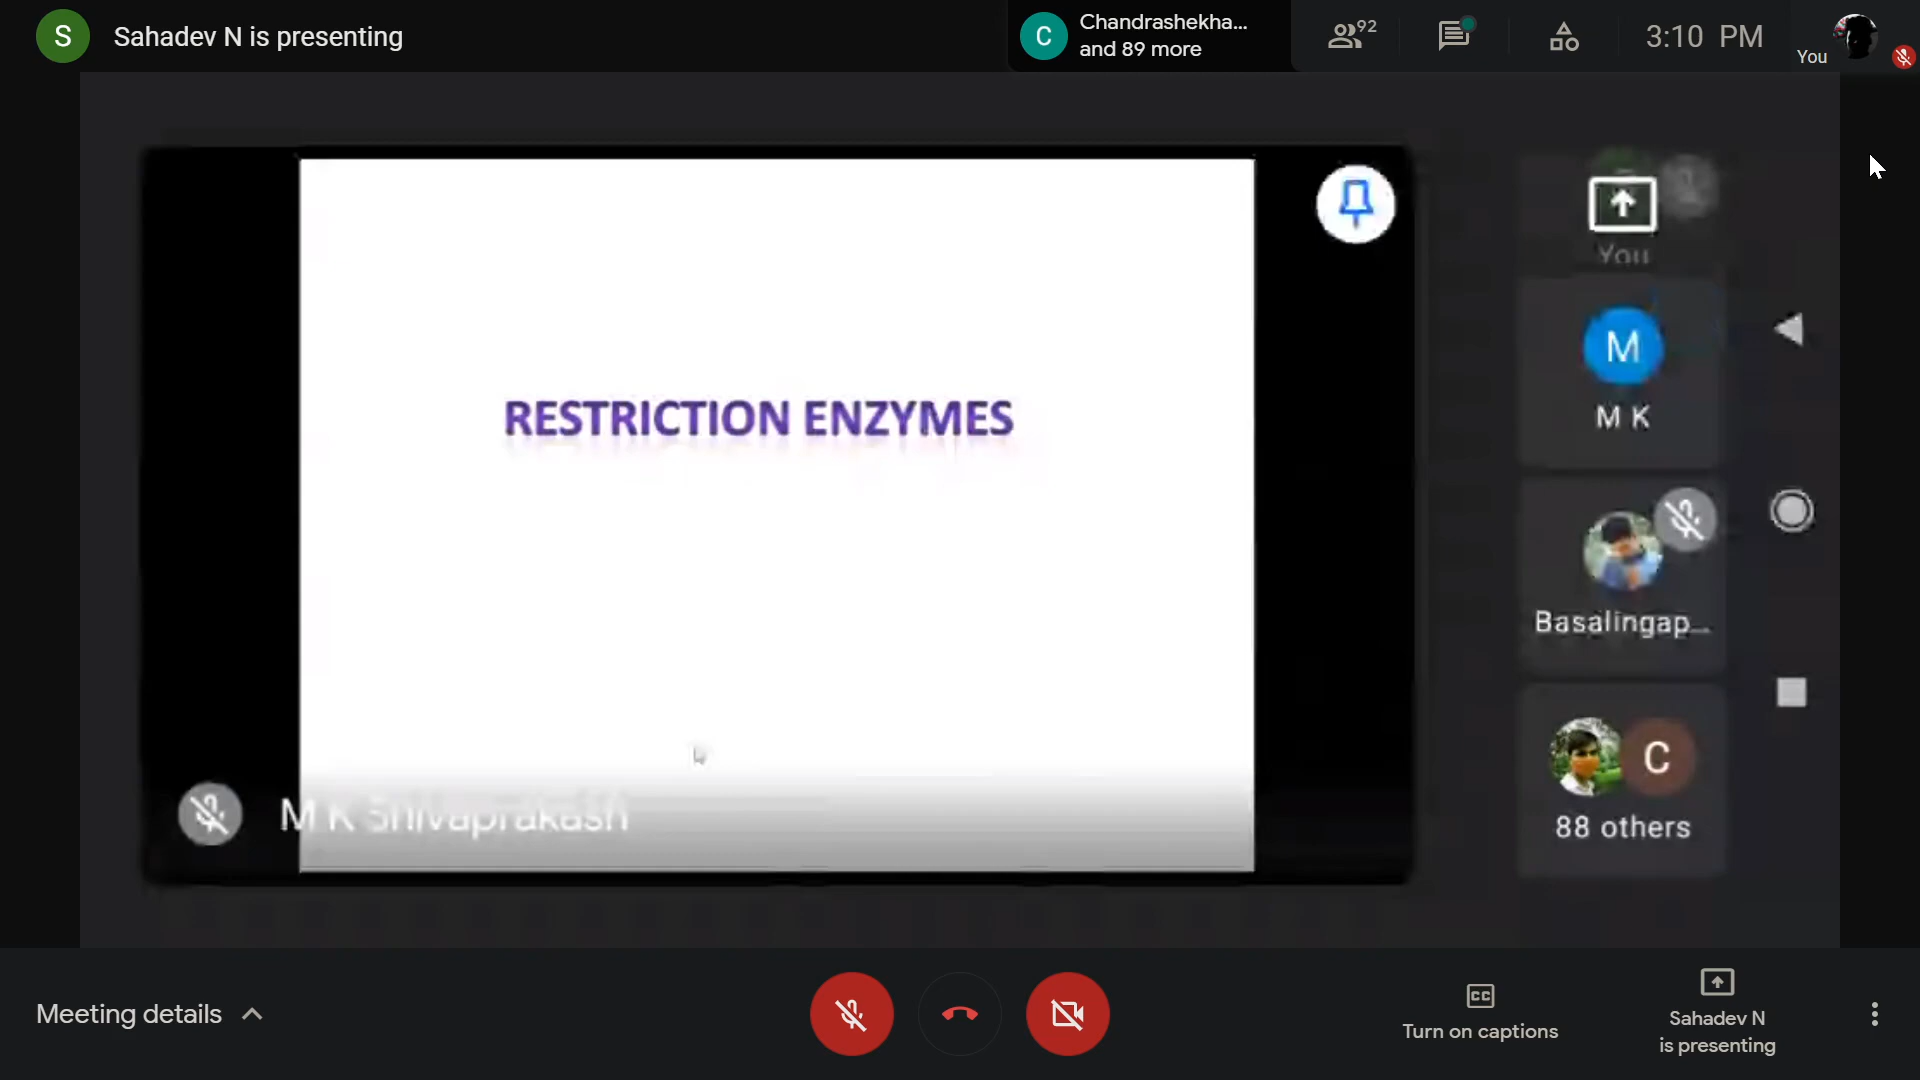 S
Sahadev N is presenting
C
Chandrashekha...
and 89 more
92
3:10 PM
You
RESTRICTION ENZYMES
M K Shivaprakash
You
M
M K
Basalingap...
C
88 others
Meeting details
CC
Turn on captions
Sahadev N
is presenting